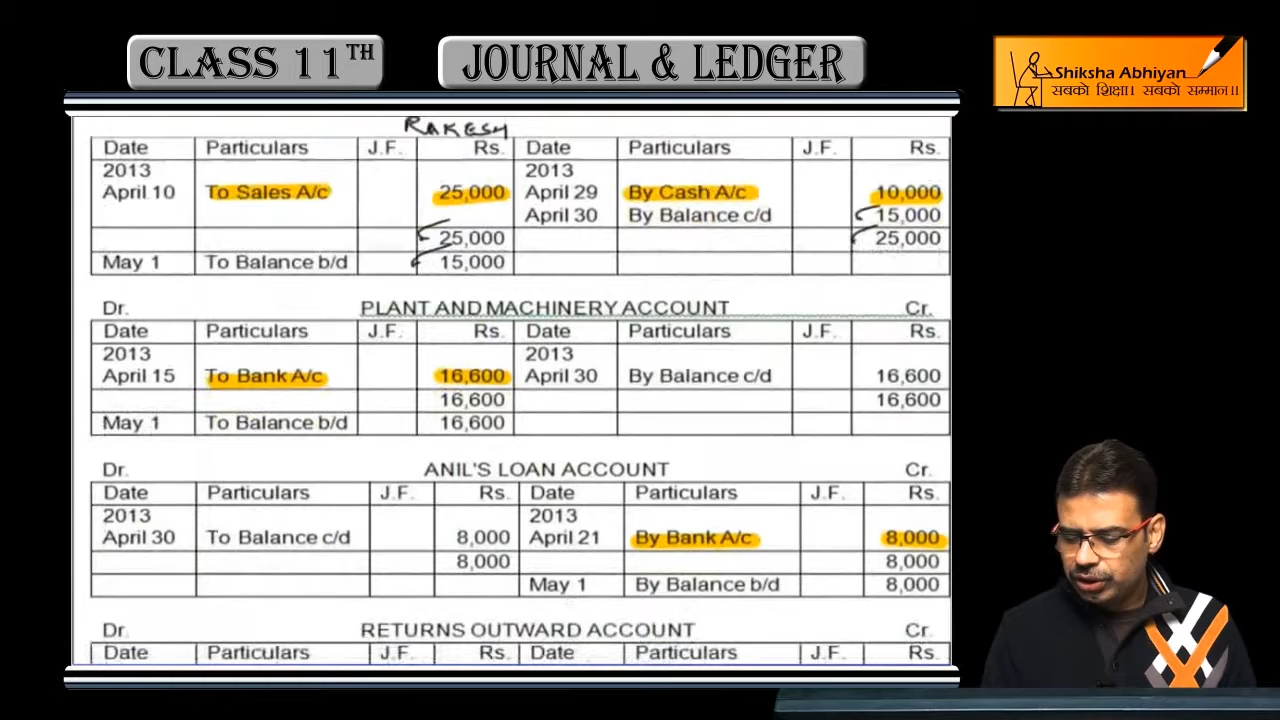 CLASS 11TH JOURNAL & LEDGER
Shiksha Abhiyan
सबको शिक्षा। सबको सम्मान।।
RAKESH
Date Particulars J.F. Rs. Date Particulars J.F. Rs.
2013
April 10 To Sales A/c 25,000 April 29 By Cash A/c 10,000
April 30 By Balance c/d 15,000
25,000 25,000
May 1 To Balance b/d 15,000
Dr. PLANT AND MACHINERY ACCOUNT Cr.
Date Particulars J.F. Rs. Date Particulars J.F. Rs.
2013 2013
April 15 To Bank A/c 16,600 April 30 By Balance c/d 16,600
16,600 16,600
May 1 To Balance b/d 16,600
Dr. ANIL'S LOAN ACCOUNT Cr.
Date Particulars J.F. Rs. Date Particulars J.F. Rs.
2013 2013
April 30 To Balance c/d 8,000 April 21 By Bank A/c 8,000
8,000 8,000
May 1 By Balance b/d 8,000
Dr. RETURNS OUTWARD ACCOUNT Cr.
Date Particulars J.F. Rs. Date Particulars J.F. Rs.